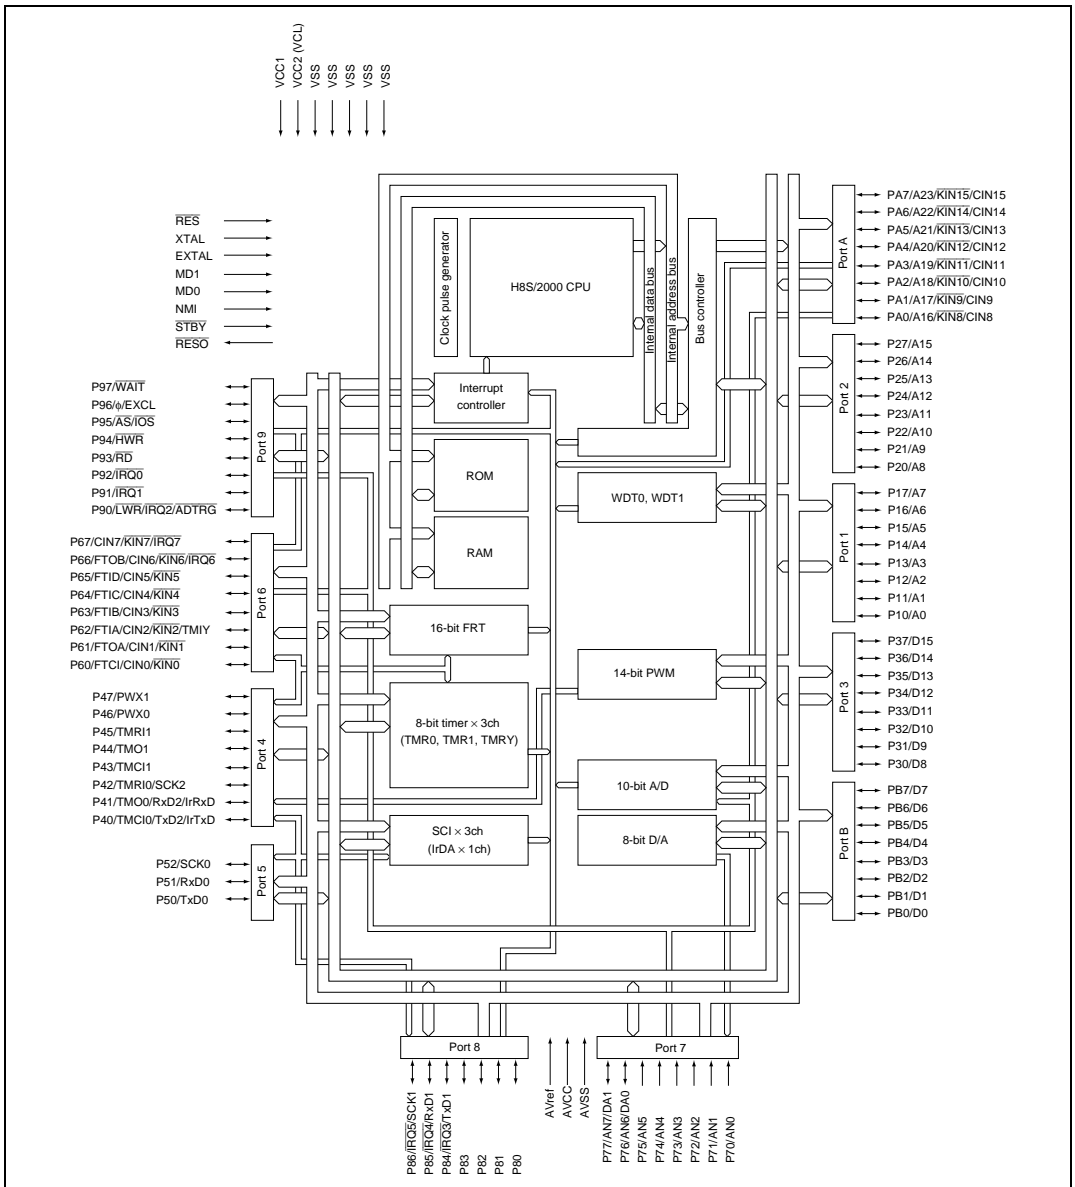 VCC1
VCC2 (VCL)
VSS
VSS
VSS
VSS
VSS
RES
XTAL
EXTAL
MD1
MD0
NMI
STBY
RESO
Clock pulse generator
H8S/2000 CPU
Internal data bus
Internal address bus
Bus controller
Interrupt
controller
ROM
RAM
WDT0, WDT1
16-bit FRT
14-bit PWM
8-bit timer × 3ch
(TMR0, TMR1, TMRY)
10-bit A/D
SCI × 3ch
(IrDA × 1ch)
8-bit D/A
P97/WAIT
P96/ϕ/EXCL
P95/AS/IOS
P94/HWR
P93/RD
P92/IRQ0
P91/IRQ1
P90/LWR/IRQ2/ADTRG
Port 9
P67/CIN7/KIN7/IRQ7
P66/FTOB/CIN6/KIN6/IRQ6
P65/FTID/CIN5/KIN5
P64/FTIC/CIN4/KIN4
P63/FTIB/CIN3/KIN3
P62/FTIA/CIN2/KIN2/TMIY
P61/FTOA/CIN1/KIN1
P60/FTCI/CIN0/KIN0
Port 6
P47/PWX1
P46/PWX0
P45/TMRI1
P44/TMO1
P43/TMCI1
P42/TMRI0/SCK2
P41/TMO0/RxD2/IrRxD
P40/TMCI0/TxD2/IrTxD
Port 4
P52/SCK0
P51/RxD0
P50/TxD0
Port 5
Port A
PA7/A23/KIN15/CIN15
PA6/A22/KIN14/CIN14
PA5/A21/KIN13/CIN13
PA4/A20/KIN12/CIN12
PA3/A19/KIN11/CIN11
PA2/A18/KIN10/CIN10
PA1/A17/KIN9/CIN9
PA0/A16/KIN8/CIN8
Port 2
P27/A15
P26/A14
P25/A13
P24/A12
P23/A11
P22/A10
P21/A9
P20/A8
Port 1
P17/A7
P16/A6
P15/A5
P14/A4
P13/A3
P12/A2
P11/A1
P10/A0
Port 3
P37/D15
P36/D14
P35/D13
P34/D12
P33/D11
P32/D10
P31/D9
P30/D8
Port B
PB7/D7
PB6/D6
PB5/D5
PB4/D4
PB3/D3
PB2/D2
PB1/D1
PB0/D0
Port 8
P86/IRQ5/SCK1
P85/IRQ4/RxD1
P84/IRQ3/TxD1
P83
P82
P81
P80
AVref
AVCC
AVSS
Port 7
P77/AN7/DA1
P76/AN6/DA0
P75/AN5
P74/AN4
P73/AN3
P72/AN2
P71/AN1
P70/AN0